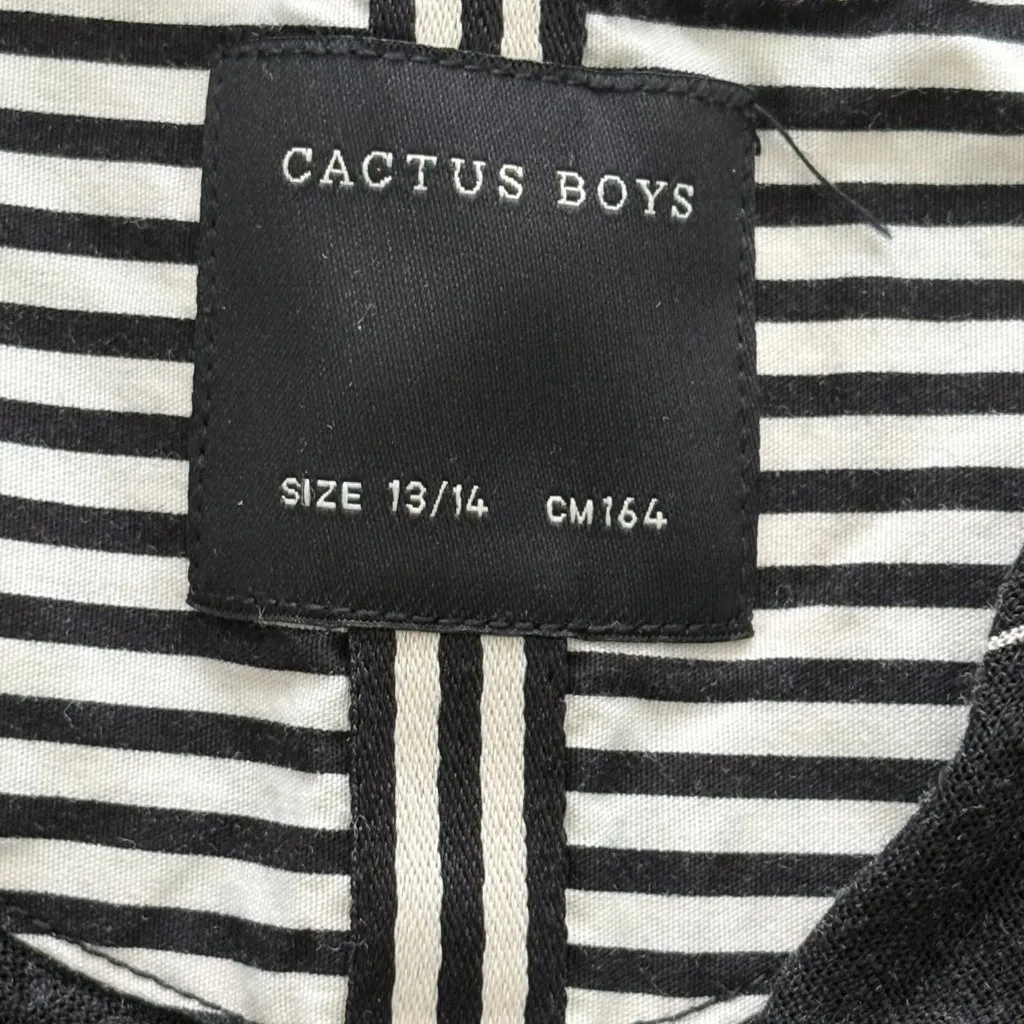 CACTUS BOYS
SIZE 13/14 CM164